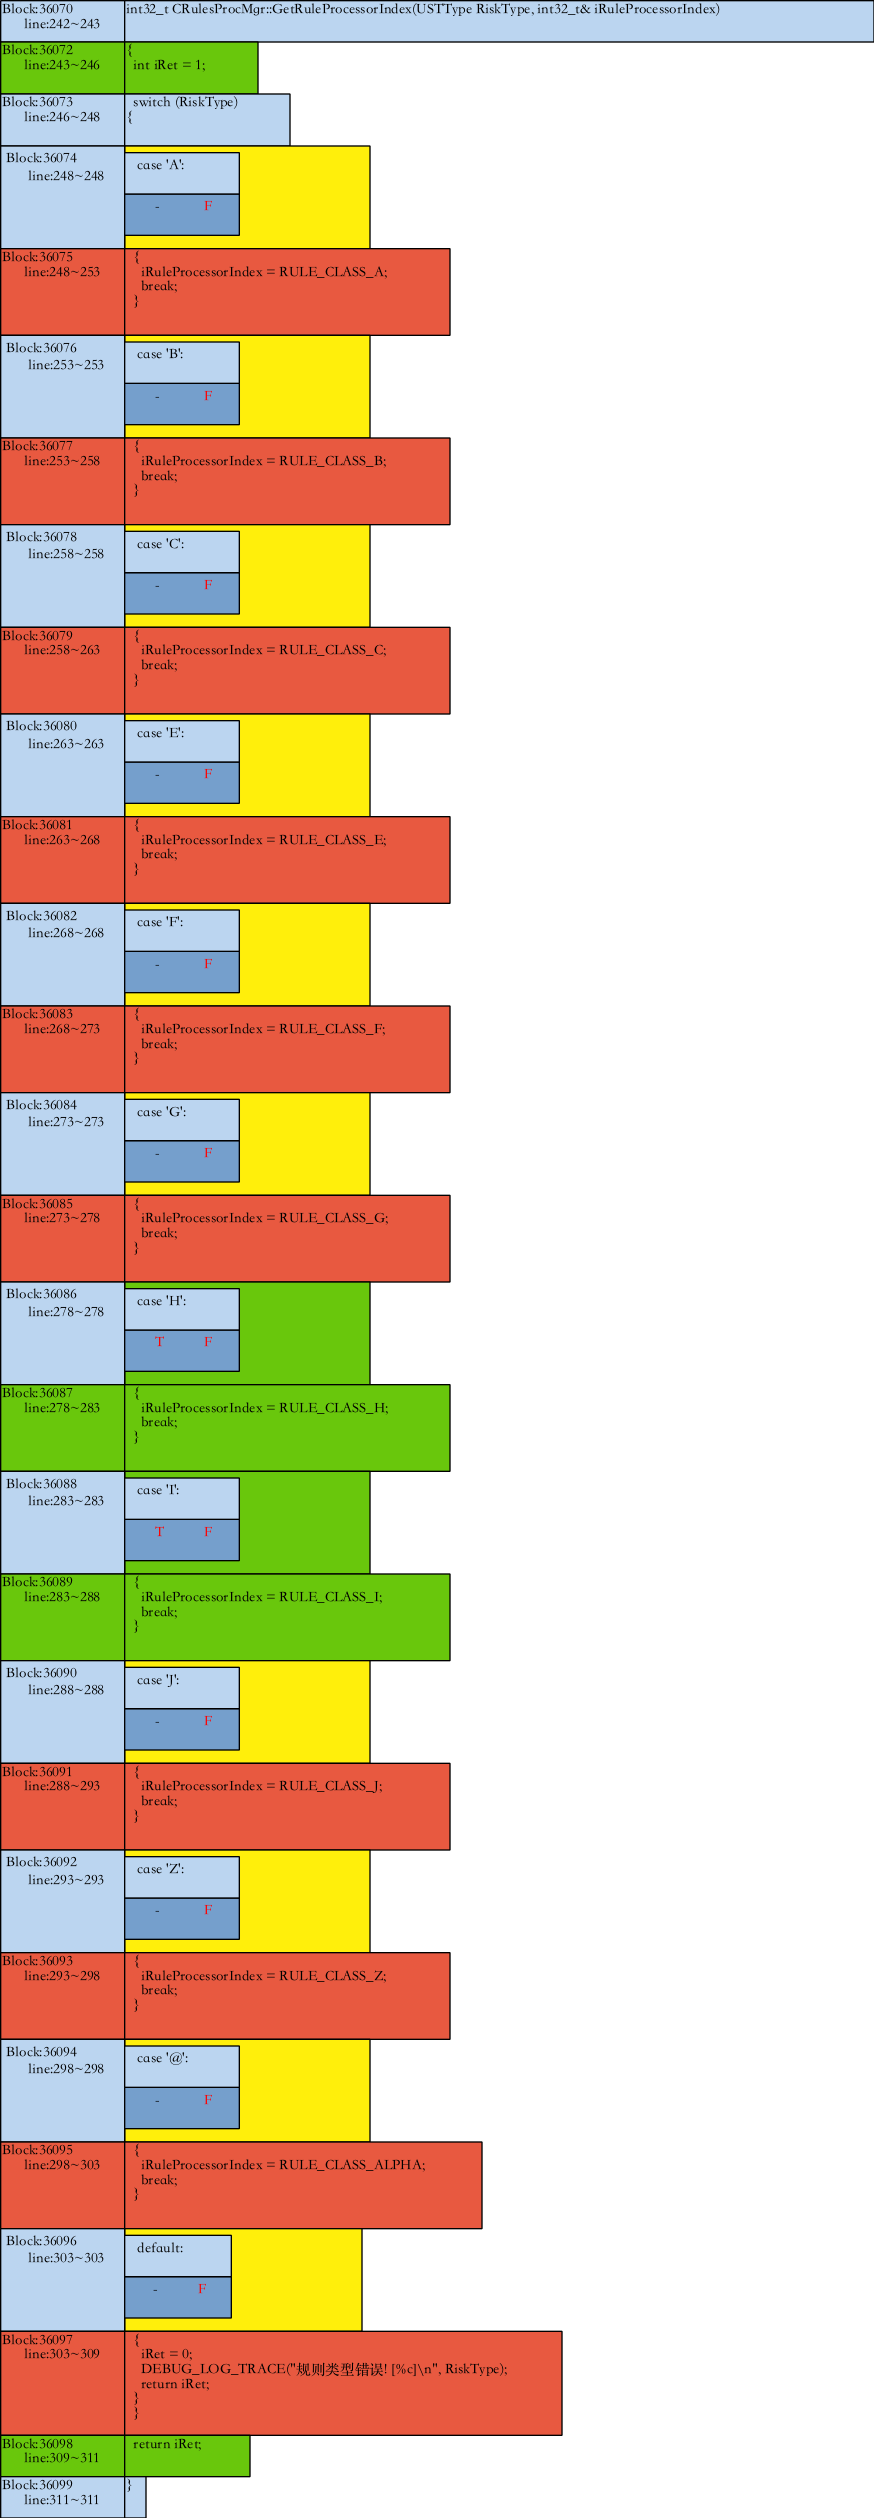 Block:36070 int32_t CRulesProcMgr::GetRuleProcessorIndex(USTType RiskType, int32_t& iRuleProcessorIndex)
line:242~243
Block:36072 {
line:243~246 int iRet = 1;
Block:36073 switch (RiskType)
line:246~248 {
Block:36074 case 'A':
line:248~248
- F
Block:36075 {
line:248~253 iRuleProcessorIndex = RULE_CLASS_A;
break;
}
Block:36076 case 'B':
line:253~253
- F
Block:36077 {
line:253~258 iRuleProcessorIndex = RULE_CLASS_B;
break;
}
Block:36078 case 'C':
line:258~258
- F
Block:36079 {
line:258~263 iRuleProcessorIndex = RULE_CLASS_C;
break;
}
Block:36080 case 'E':
line:263~263
- F
Block:36081 {
line:263~268 iRuleProcessorIndex = RULE_CLASS_E;
break;
}
Block:36082 case 'F':
line:268~268
- F
Block:36083 {
line:268~273 iRuleProcessorIndex = RULE_CLASS_F;
break;
}
Block:36084 case 'G':
line:273~273
- F
Block:36085 {
line:273~278 iRuleProcessorIndex = RULE_CLASS_G;
break;
}
Block:36086 case 'H':
line:278~278
T F
Block:36087 {
line:278~283 iRuleProcessorIndex = RULE_CLASS_H;
break;
}
Block:36088 case 'I':
line:283~283
T F
Block:36089 {
line:283~288 iRuleProcessorIndex = RULE_CLASS_I;
break;
}
Block:36090 case 'J':
line:288~288
- F
Block:36091 {
line:288~293 iRuleProcessorIndex = RULE_CLASS_J;
break;
}
Block:36092 case 'Z':
line:293~293
- F
Block:36093 {
line:293~298 iRuleProcessorIndex = RULE_CLASS_Z;
break;
}
Block:36094 case '@':
line:298~298
- F
Block:36095 {
line:298~303 iRuleProcessorIndex = RULE_CLASS_ALPHA;
break;
}
Block:36096 default:
line:303~303
- F
Block:36097 {
line:303~309 iRet = 0;
DEBUG_LOG_TRACE("规则类型错误! [%c]\n", RiskType);
return iRet;
}
}
Block:36098 return iRet;
line:309~311
Block:36099 }
line:311~311